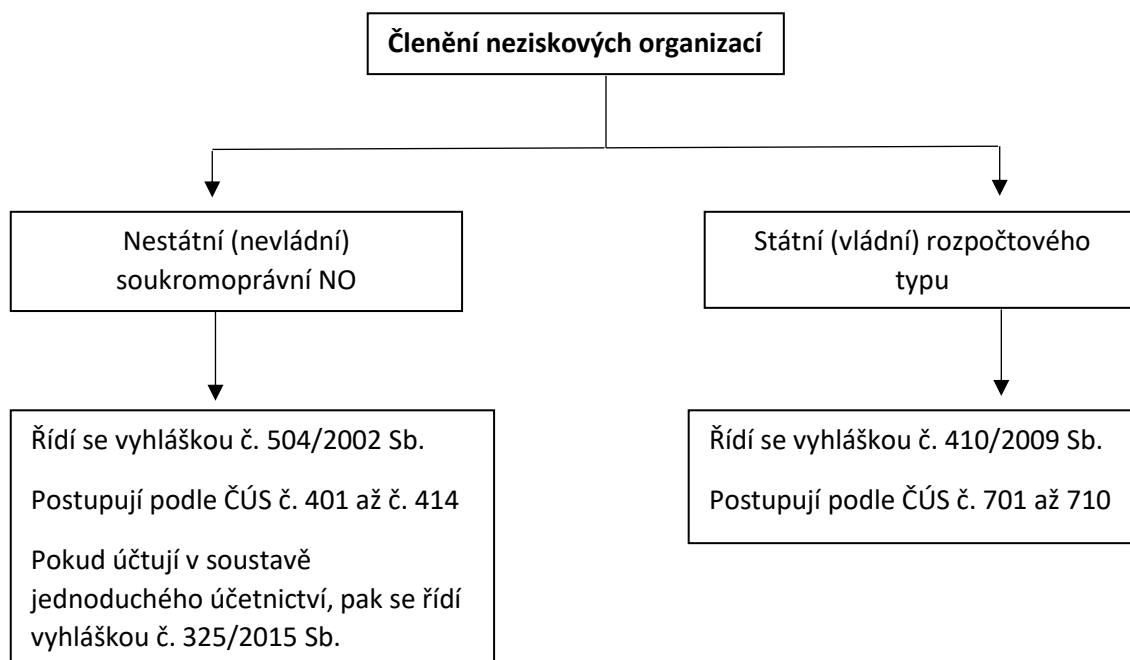 Členění neziskových organizací
Nestátní (nevládní)
soukromoprávní NO
Státní (vládní) rozpočtového
typu
Řídí se vyhláškou č. 504/2002 Sb.
Postupují podle ČÚS č. 401 až č. 414
Pokud účtují v soustavě
jednoduchého účetnictví, pak se řídí
vyhláškou č. 325/2015 Sb.
Řídí se vyhláškou č. 410/2009 Sb.
Postupují podle ČÚS č. 701 až 710